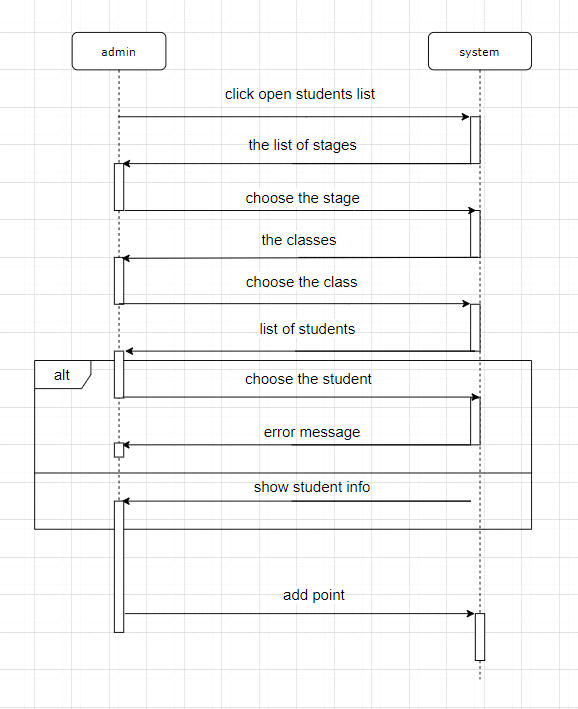 admin
system
click open students list
the list of stages
choose the stage
the classes
choose the class
list of students
alt
choose the student
error message
show student info
add point